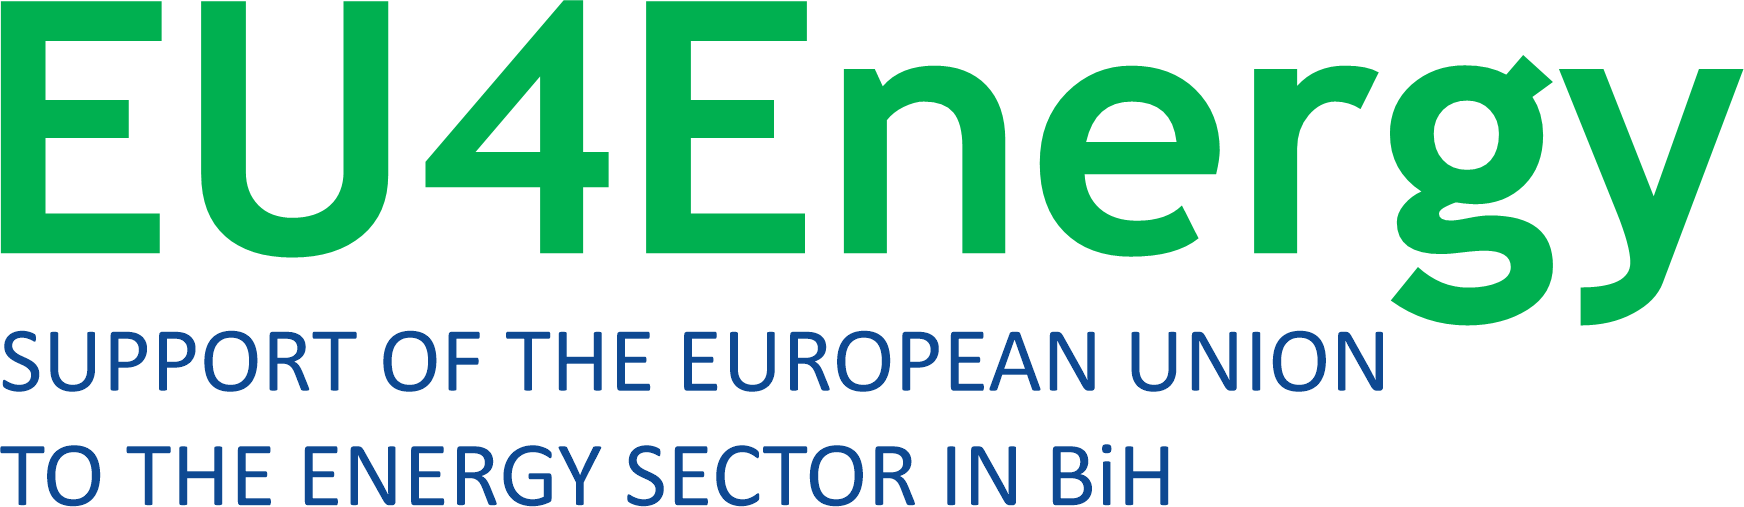 EU4Energy
SUPPORT OF THE EUROPEAN UNION
TO THE ENERGY SECTOR IN BiH